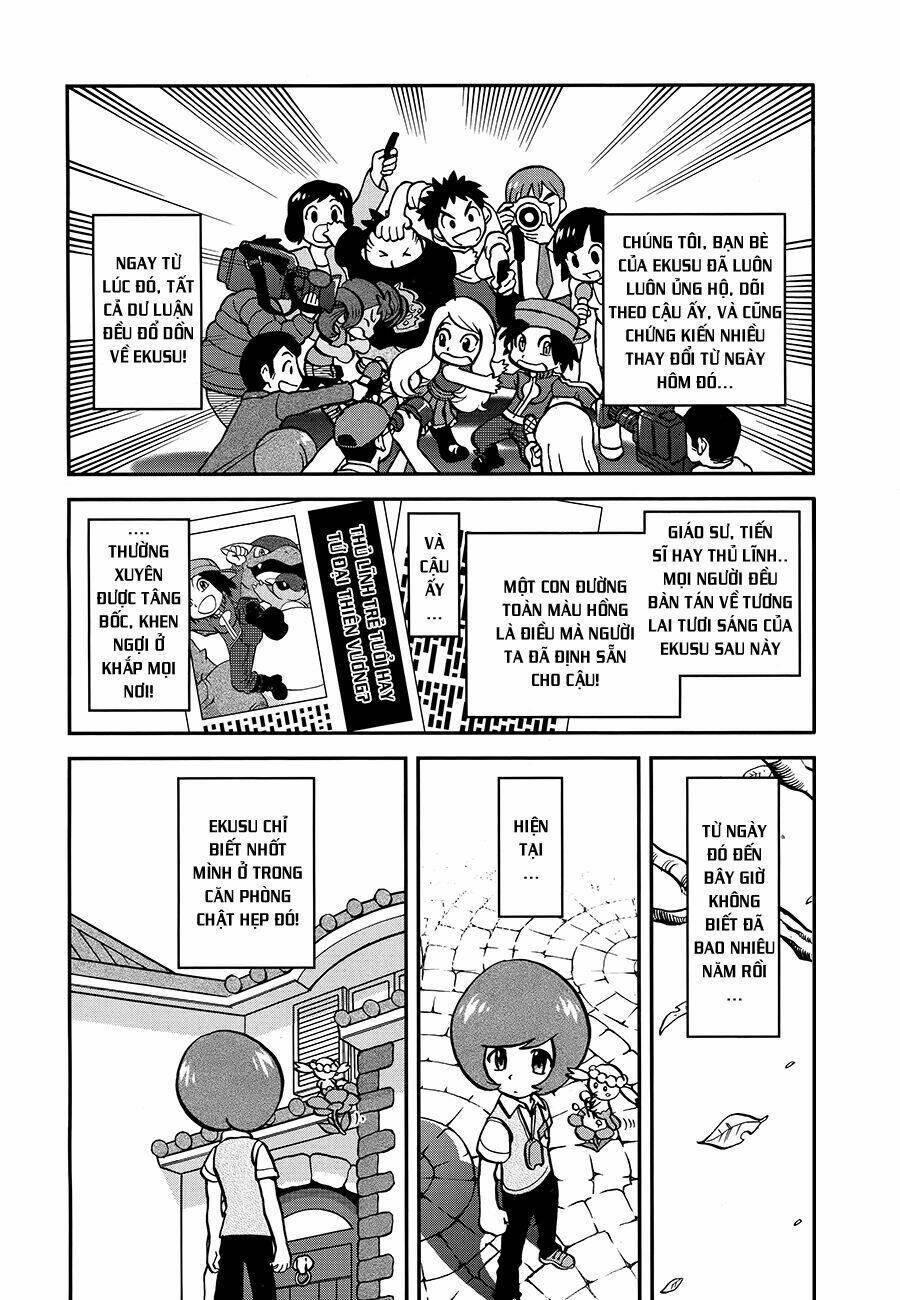 CHÚNG TÔI, BẠN BÈ
CỦA EKUSU ĐÃ LUÔN
LUÔN ỦNG HỘ, DÕI
THEO CẬU ẤY, VÀ CŨNG
CHỨNG KIẾN NHIỀU
THAY ĐỔI TỪ NGÀY
HÔM ĐÓ...
NGAY TỪ
LÚC ĐÓ, TẤT
CẢ DƯ LUẬN
ĐỀU ĐỔ DỒN
VỀ EKUSU!
GIÁO SƯ, TIẾN
SĨ HAY THỦ LĨNH..
MỌI NGƯỜI ĐỀU
BÀN TÁN VỀ TƯƠNG
LAI TƯƠI SÁNG CỦA
EKUSU SAU NÀY
MỘT CON ĐƯỜNG
TOÀN MÀU HỒNG
LÀ ĐIỀU MÀ NGƯỜI
TA ĐÃ ĐỊNH SẴN
CHO CẬU!
VÀ
CẬU ẤY
...
THỦ LĨNH TRẺ TUỔI HAY
TỨ ĐẠI THIÊN VƯƠNG?
....
THƯỜNG
XUYÊN
ĐƯỢC TÂNG
BỐC, KHEN
NGỢI Ở
KHẮP MỌI
NƠI!
TỪ NGÀY
ĐÓ ĐẾN
BÂY GIỜ
KHÔNG
BIẾT ĐÃ
BAO NHIÊU
NĂM RỒI
...
HIỆN
TẠI
...
EKUSU CHỈ
BIẾT NHỐT
MÌNH Ở TRONG
CĂN PHÒNG
CHẬT HẸP ĐÓ!